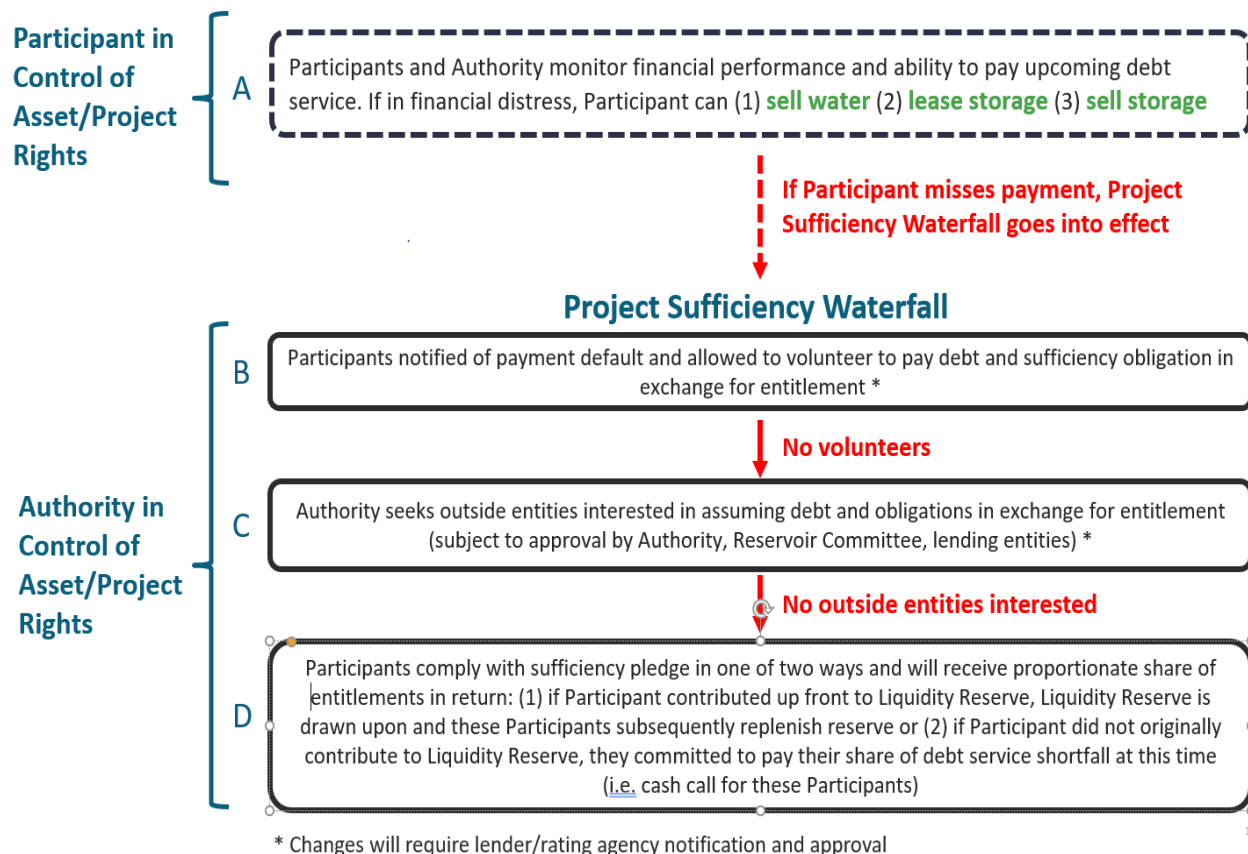 Participant in
Control of
Asset/Project
Rights
A
Participants and Authority monitor financial performance and ability to pay upcoming debt
service. If in financial distress, Participant can (1) sell water (2) lease storage (3) sell storage
If Participant misses payment, Project
Sufficiency Waterfall goes into effect
Project Sufficiency Waterfall
Authority in
Control of
Asset/Project
Rights
B
Participants notified of payment default and allowed to volunteer to pay debt and sufficiency obligation in
exchange for entitlement *
No volunteers
C
Authority seeks outside entities interested in assuming debt and obligations in exchange for entitlement
(subject to approval by Authority, Reservoir Committee, lending entities) *
No outside entities interested
D
Participants comply with sufficiency pledge in one of two ways and will receive proportionate share of
entitlements in return: (1) if Participant contributed up front to Liquidity Reserve, Liquidity Reserve is
drawn upon and these Participants subsequently replenish reserve or (2) if Participant did not originally
contribute to Liquidity Reserve, they committed to pay their share of debt service shortfall at this time
(i.e. cash call for these Participants)
* Changes will require lender/rating agency notification and approval